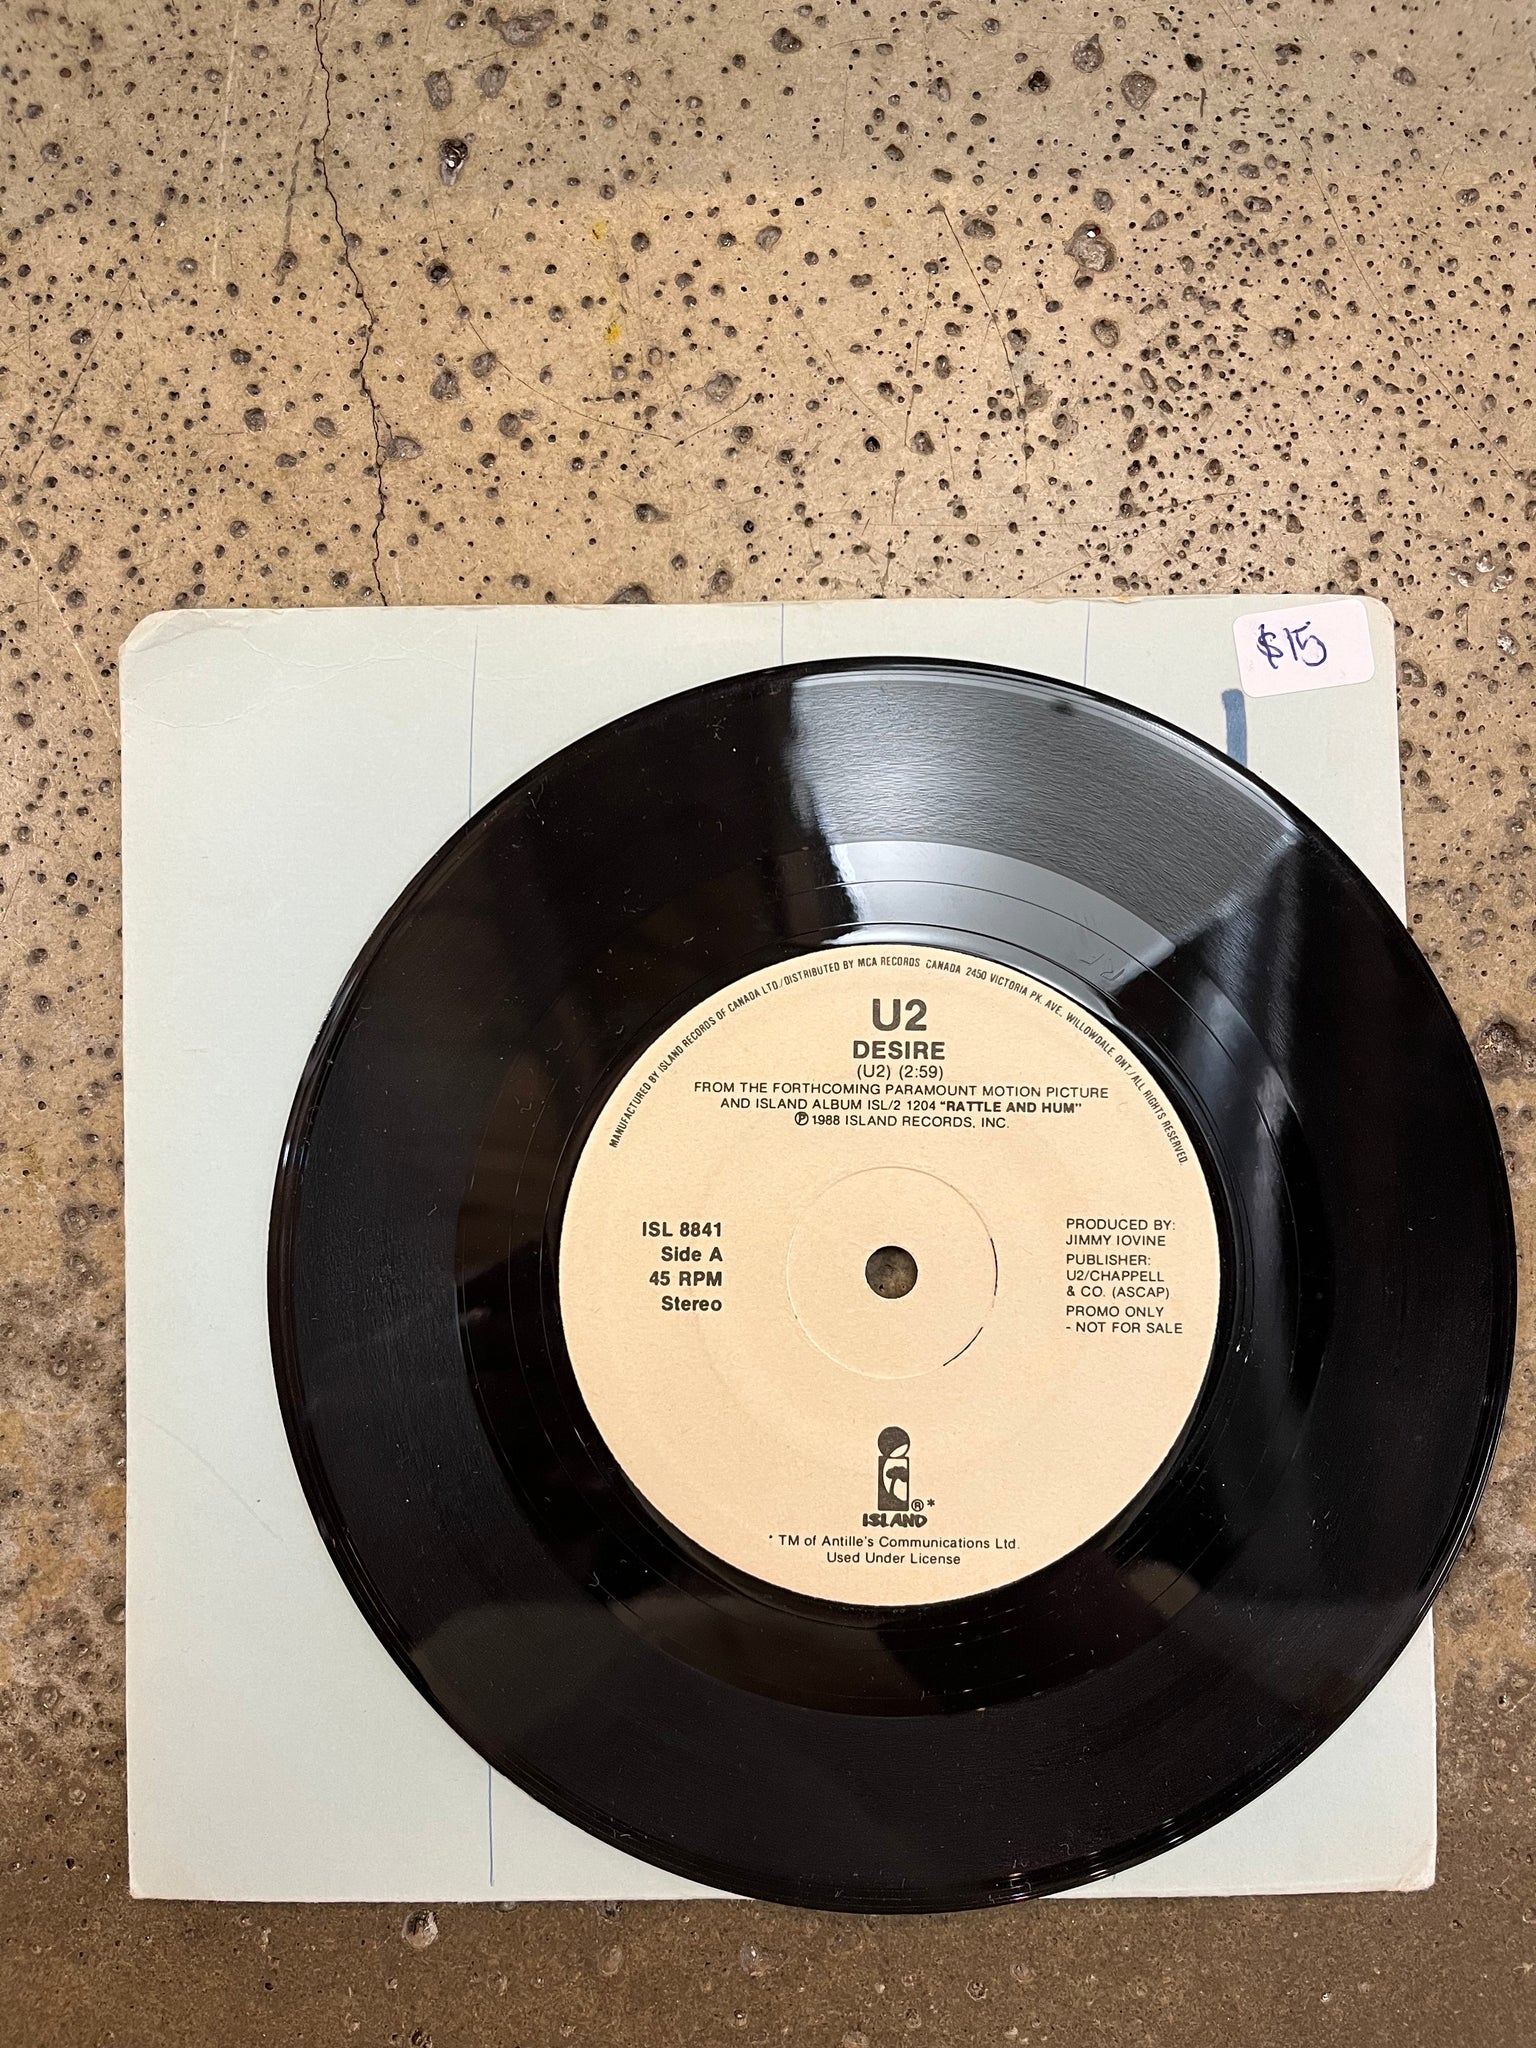 $15
MANUFACTURED BY ISLAND RECORDS OF CANADA LTD./DISTRIBUTED BY MCA RECORDS CANADA 2450 VICTORIA PK. AVE. WILLOWDALE, ONT./ALL RIGHTS RESERVED.
U2
DESIRE
(U2) (2:59)
FROM THE FORTHCOMING PARAMOUNT MOTION PICTURE
AND ISLAND ALBUM ISL/2 1204 "RATTLE AND HUM"
℗ 1988 ISLAND RECORDS, INC.
ISL 8841
Side A
45 RPM
Stereo
PRODUCED BY:
JIMMY IOVINE
PUBLISHER:
U2/CHAPPELL
& CO. (ASCAP)
PROMO ONLY
- NOT FOR SALE
®*
ISLAND
* TM of Antille's Communications Ltd.
Used Under License